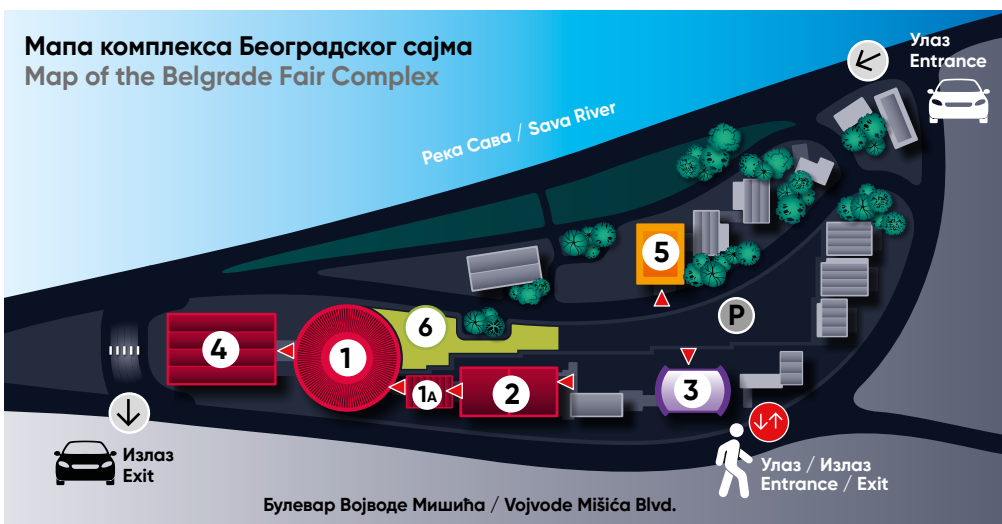 Мапа комплекса Београдског сајма
Map of the Belgrade Fair Complex
Улаз
Entrance
Река Сава / Sava River
5
P
6
4
1
1A
2
3
Излаз
Exit
Улаз / Излаз
Entrance / Exit
Булевар Војводе Мишића / Vojvode Mišića Blvd.